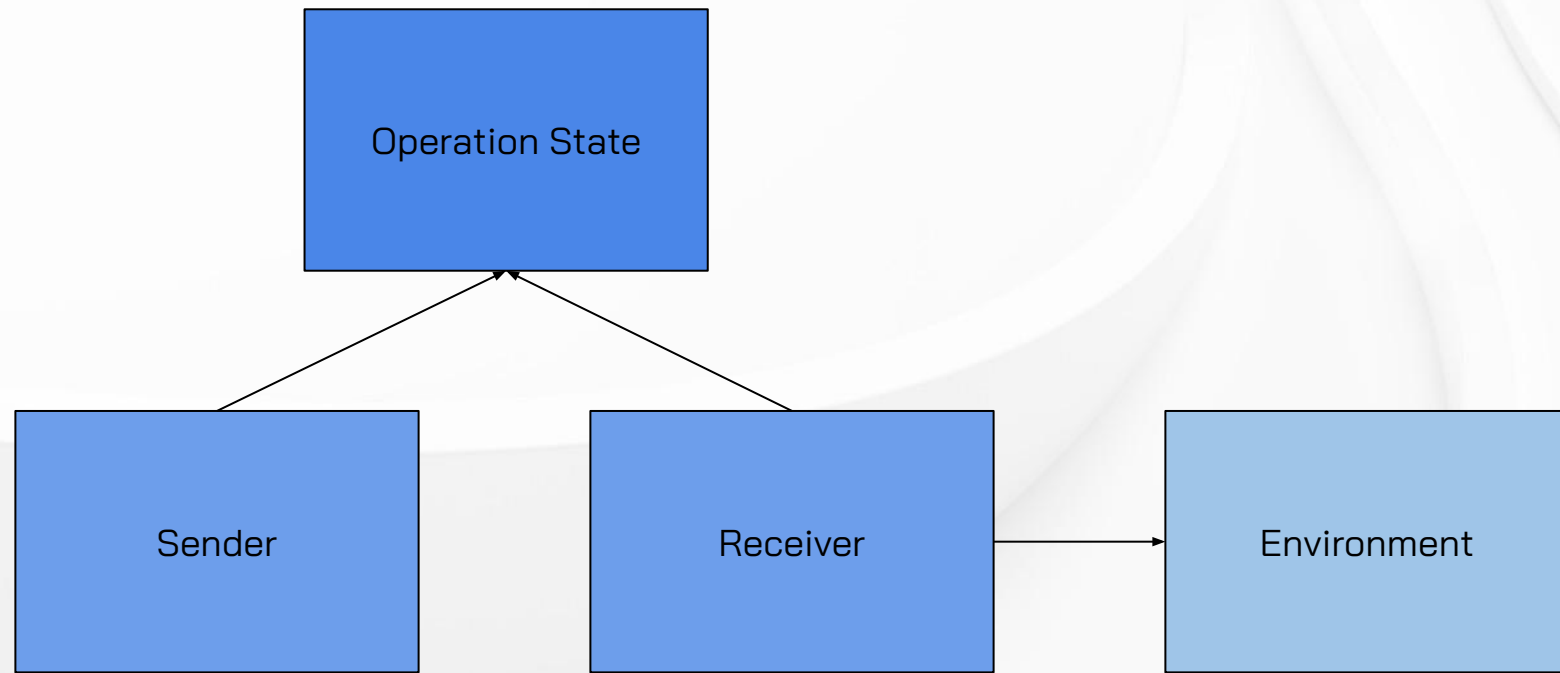 Operation State
Sender
Receiver
Environment